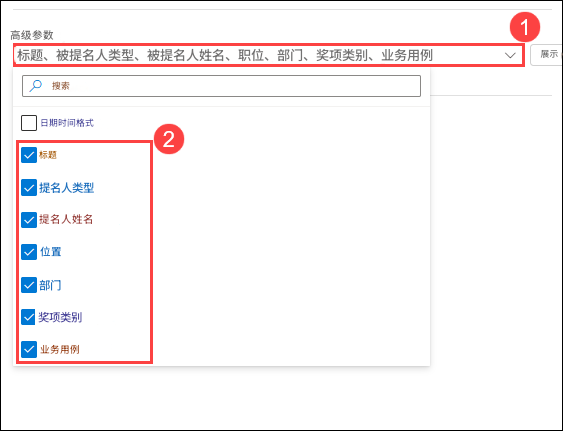 1
高级参数
标题、被提名人类型、被提名人姓名、职位、部门、奖项类别、业务用例
展示
搜索
日期时间格式
2
标题
提名人类型
提名人姓名
位置
部门
奖项类别
业务用例